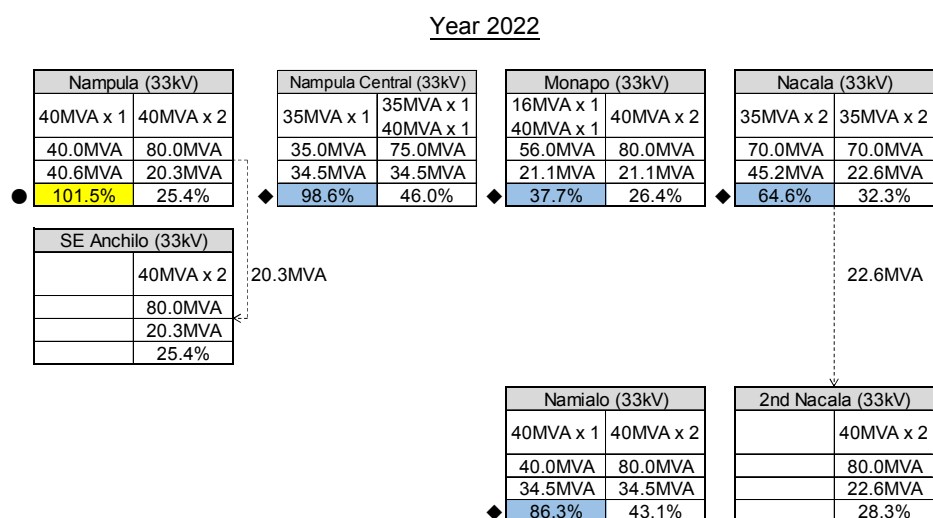 Year 2022
Nampula (33kV) Nampula Central (33kV) Monapo (33kV) Nacala (33kV)
40MVA x 1 40MVA x 2 35MVA x 1 35MVA x 1 40MVA x 1 16MVA x 1 40MVA x 1 40MVA x 2 35MVA x 2 35MVA x 2
40.0MVA 80.0MVA 35.0MVA 75.0MVA 56.0MVA 80.0MVA 70.0MVA 70.0MVA
40.6MVA 20.3MVA 34.5MVA 34.5MVA 21.1MVA 21.1MVA 45.2MVA 22.6MVA
● 101.5% 25.4% ◆ 98.6% 46.0% ◆ 37.7% 26.4% ◆ 64.6% 32.3%
SE Anchilo (33kV)
40MVA x 2 20.3MVA 22.6MVA
80.0MVA
20.3MVA
25.4%
Namialo (33kV) 2nd Nacala (33kV)
40MVA x 1 40MVA x 2 40MVA x 2
40.0MVA 80.0MVA 80.0MVA
34.5MVA 34.5MVA 22.6MVA
◆ 86.3% 43.1% 28.3%